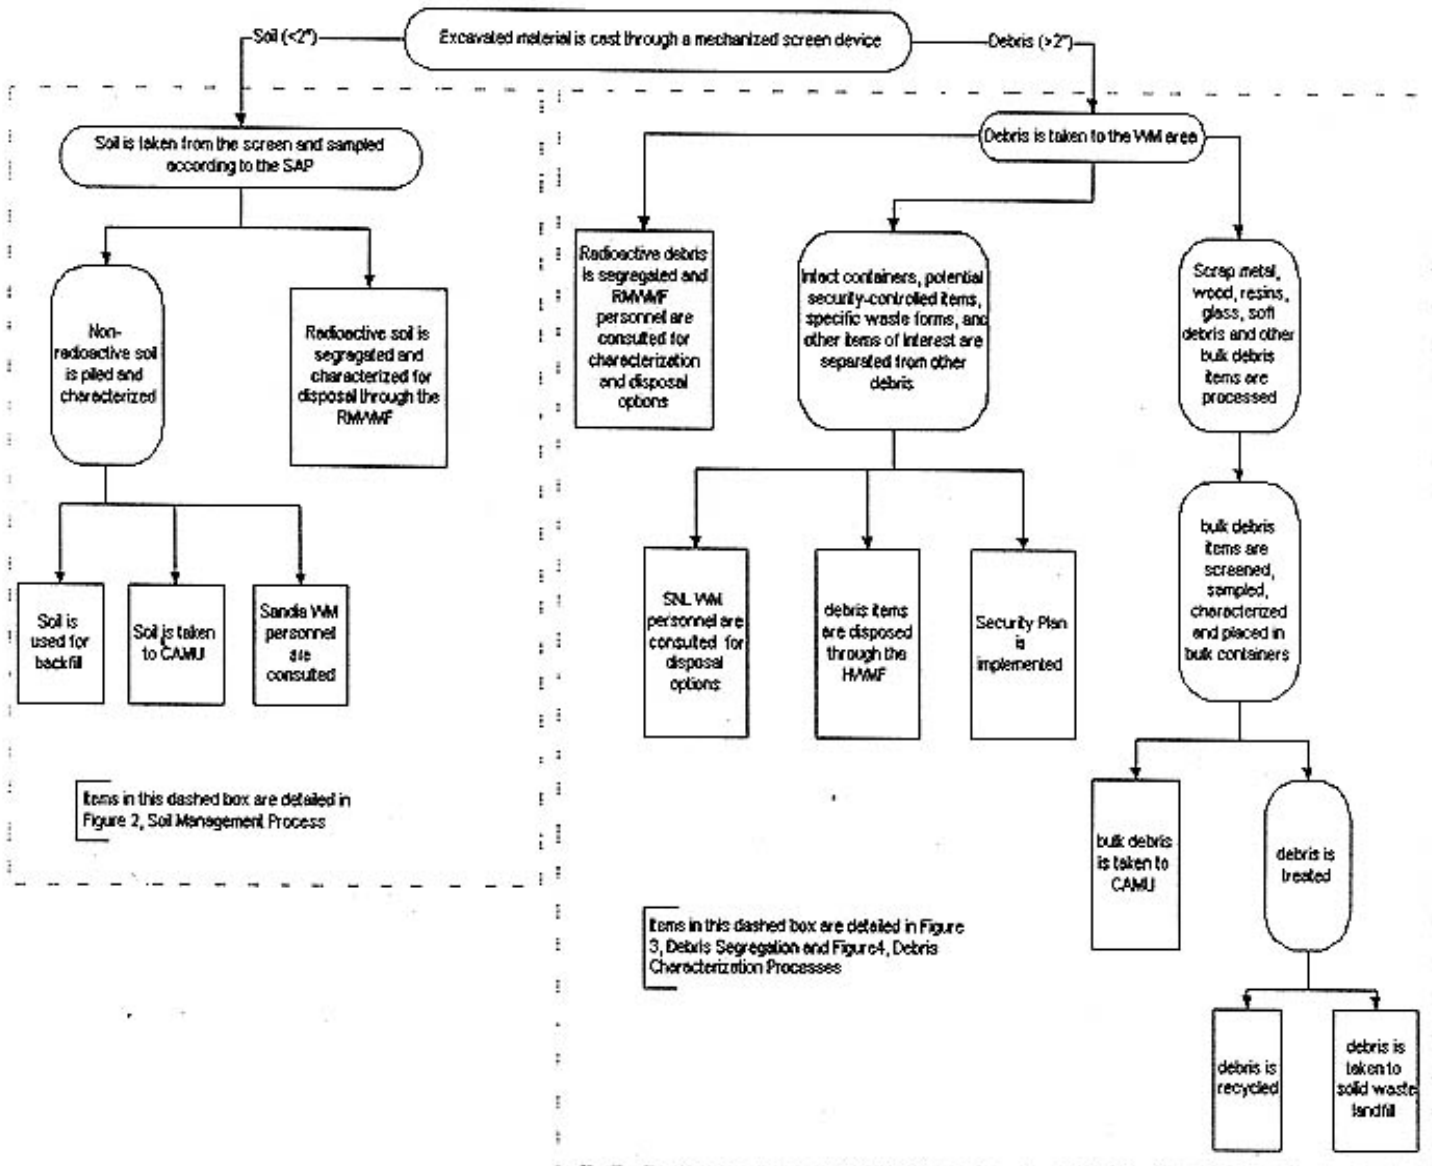 Soil (<2")
Excavated material is cast through a mechanized screen device
Debris (>2")
Soil is taken from the screen and sampled
according to the SAP
Debris is taken to the WM area
Non-
radioactive soil
is piled and
characterized
Radioactive soil is
segregated and
characterized for
disposal through the
RMWMF
Radioactive debris
is segregated and
RMWMF
personnel are
consulted for
characterization
and disposal
options
Intact containers, potential
security-controlled items,
specific waste forms, and
other items of interest are
separated from other
debris
Scrap metal,
wood, resins,
glass, soft
debris and other
bulk debris
items are
processed
Soil is
used for
backfill
Soil is taken
to CAMU
Sandia WM
personnel
are
consulted
SNL WM
personnel are
consulted for
disposal
options
debris items
are disposed
through the
HWMF
Security Plan
is
implemented
bulk debris
items are
screened,
sampled,
characterized
and placed in
bulk containers
Items in this dashed box are detailed in
Figure 2, Soil Management Process
bulk debris
is taken to
CAMU
debris is
treated
Items in this dashed box are detailed in Figure
3, Debris Segregation and Figure4, Debris
Characterization Processes
debris is
recycled
debris is
taken to
solid waste
landfill